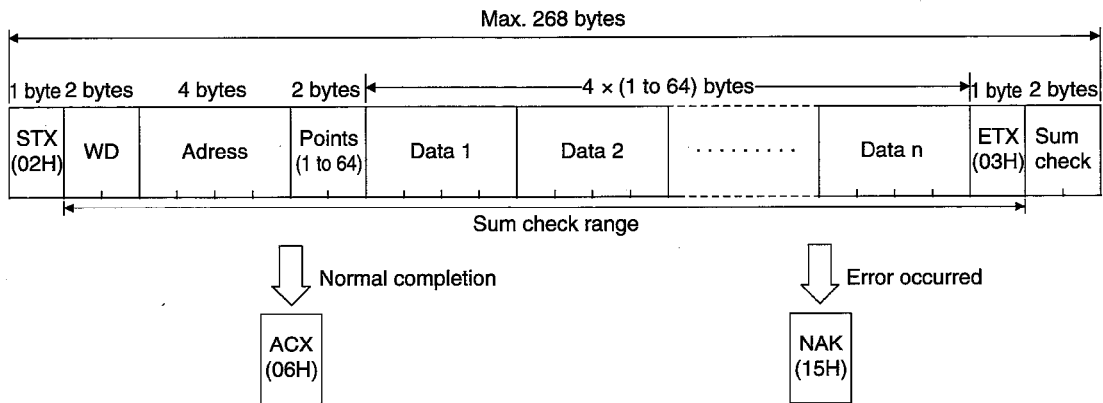 Max. 268 bytes
1 byte 2 bytes 4 bytes 2 bytes 4 × (1 to 64) bytes 1 byte 2 bytes
STX
(02H)
WD
Adress
Points
(1 to 64)
Data 1
Data 2
·········
Data n
ETX
(03H)
Sum
check
Sum check range
Normal completion
Error occurred
ACX
(06H)
NAK
(15H)